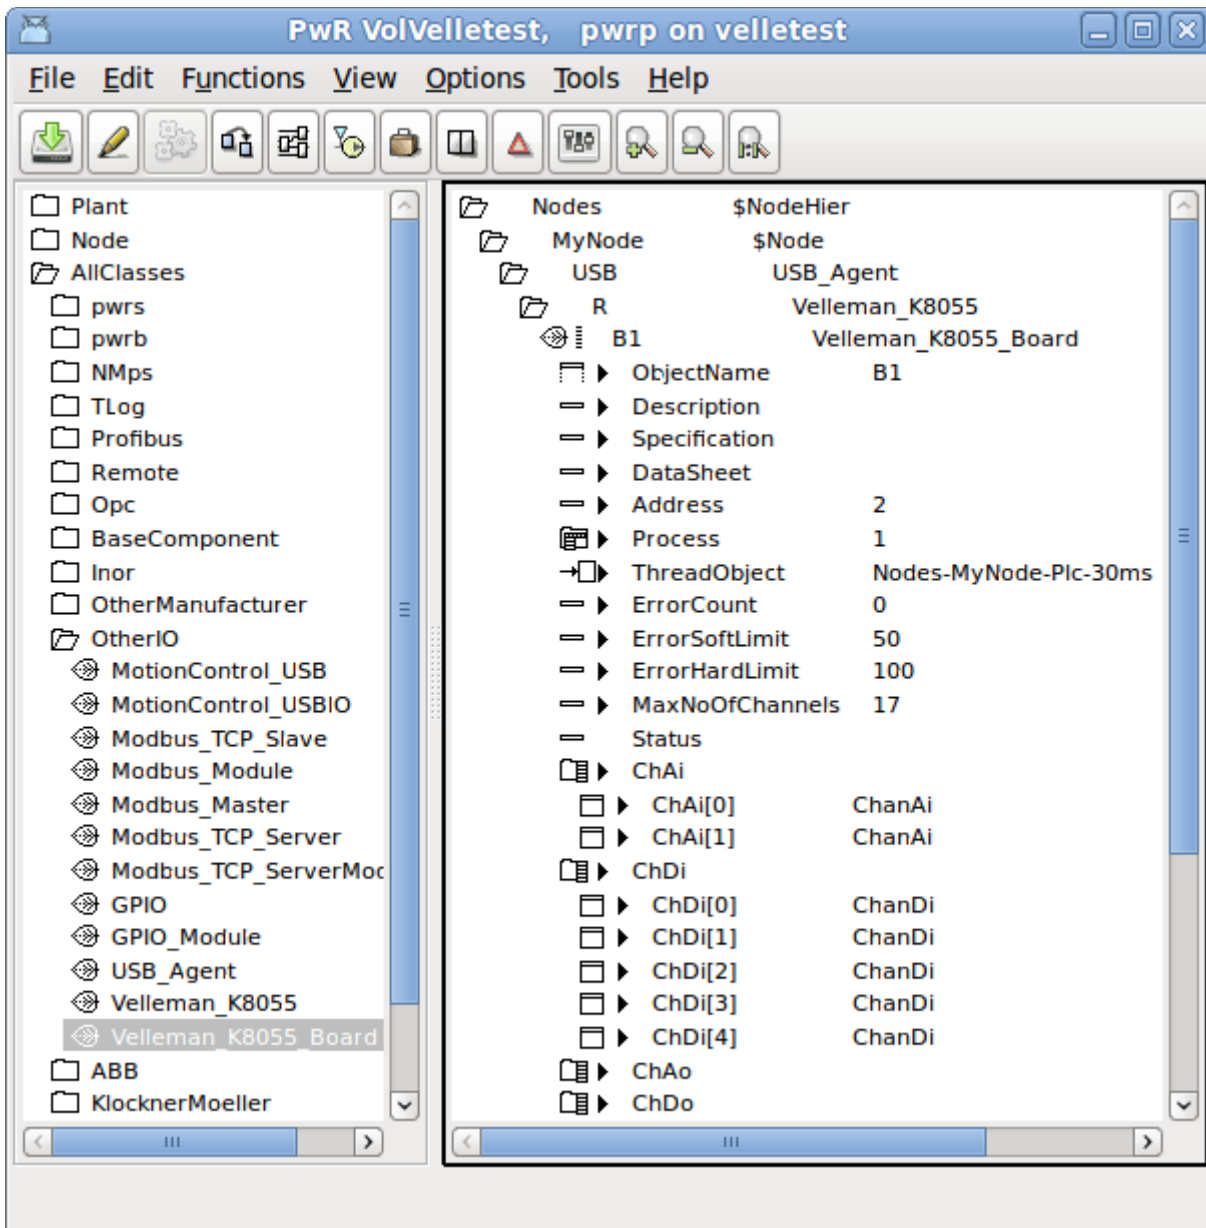 PwR VolVelletest, pwrp on velletest
File Edit Functions View Options Tools Help
Plant
Node
AllClasses
pwrs
pwrb
NMps
TLog
Profibus
Remote
Opc
BaseComponent
Inor
OtherManufacturer
OtherIO
MotionControl_USB
MotionControl_USBIO
Modbus_TCP_Slave
Modbus_Module
Modbus_Master
Modbus_TCP_Server
Modbus_TCP_ServerMoc
GPIO
GPIO_Module
USB_Agent
Velleman_K8055
Velleman_K8055_Board
ABB
KlocknerMoeller
Nodes $NodeHier
MyNode $Node
USB USB_Agent
R Velleman_K8055
B1 Velleman_K8055_Board
ObjectName B1
Description
Specification
DataSheet
Address 2
Process 1
ThreadObject Nodes-MyNode-Plc-30ms
ErrorCount 0
ErrorSoftLimit 50
ErrorHardLimit 100
MaxNoOfChannels 17
Status
ChAi
ChAi[0] ChanAi
ChAi[1] ChanAi
ChDi
ChDi[0] ChanDi
ChDi[1] ChanDi
ChDi[2] ChanDi
ChDi[3] ChanDi
ChDi[4] ChanDi
ChAo
ChDo